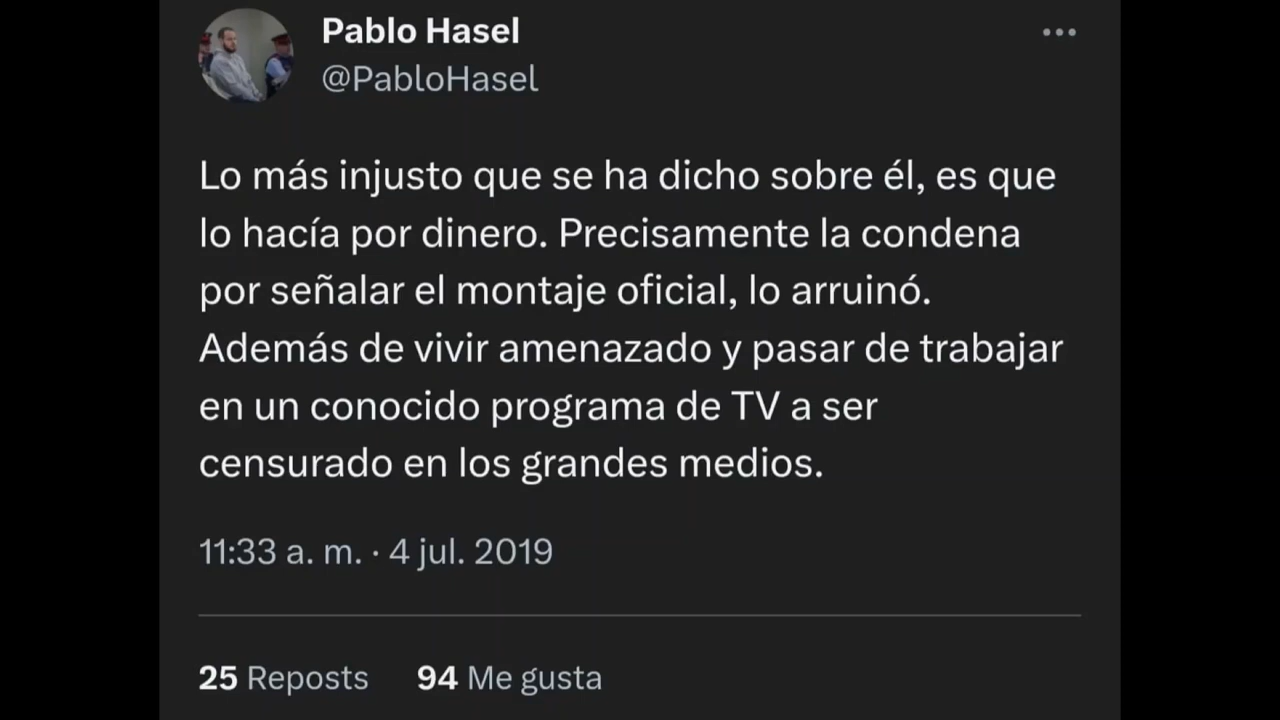 Pablo Hasel
@PabloHasel
Lo más injusto que se ha dicho sobre él, es que
lo hacía por dinero. Precisamente la condena
por señalar el montaje oficial, lo arruinó.
Además de vivir amenazado y pasar de trabajar
en un conocido programa de TV a ser
censurado en los grandes medios.
11:33 a. m. · 4 jul. 2019
25 Reposts 94 Me gusta